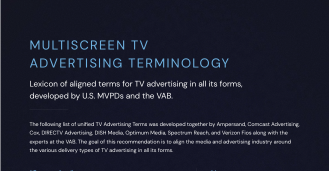 MULTISCREEN TV
ADVERTISING TERMINOLOGY
Lexicon of aligned terms for TV advertising in all its forms,
developed by U.S. MVPDs and the VAB.
The following list of unified TV Advertising Terms was developed together by Ampersand, Comcast Advertising,
Cox, DIRECTV Advertising, DISH Media, Optimum Media, Spectrum Reach, and Verizon Fios along with the
experts at the VAB. The goal of this recommendation is to align the media and advertising industry around
the various delivery types of TV advertising in all its forms.